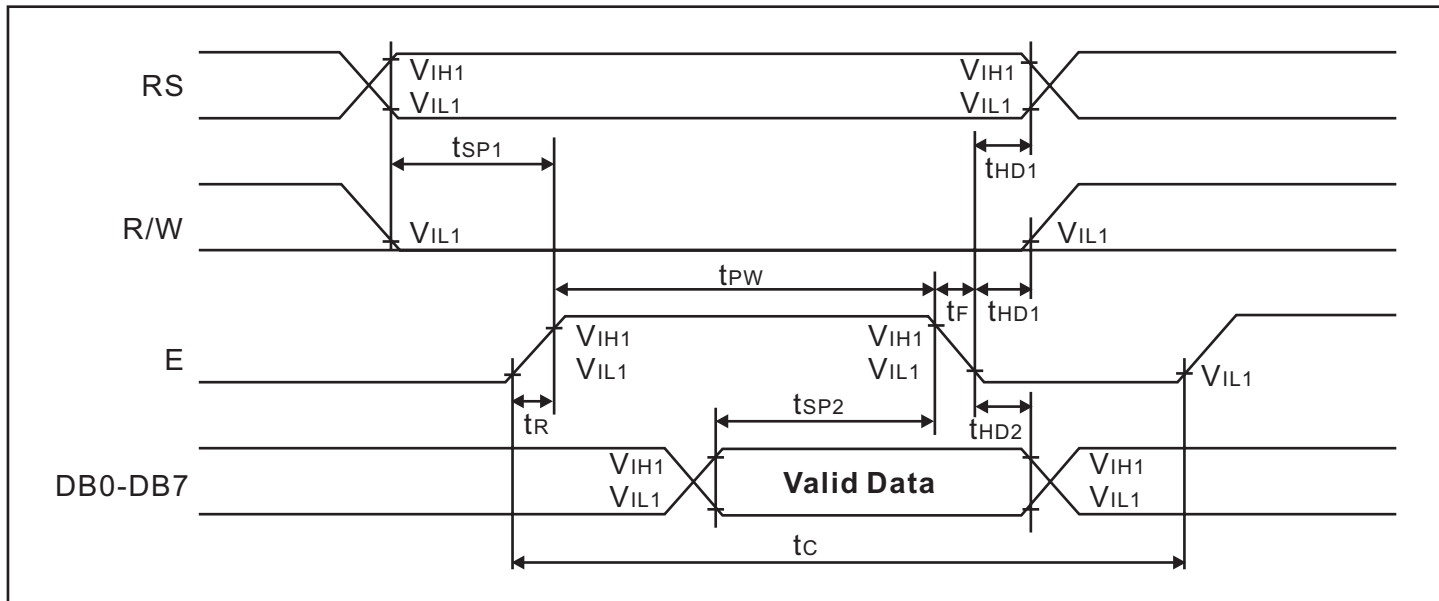 RS
VIH1
VIL1
VIH1
VIL1
tSP1
tHD1
R/W
VIL1
VIL1
tPW
tF
tHD1
E
VIH1
VIL1
VIH1
VIL1
VIL1
tR
tSP2
tHD2
DB0-DB7
VIH1
VIL1
Valid Data
VIH1
VIL1
tC